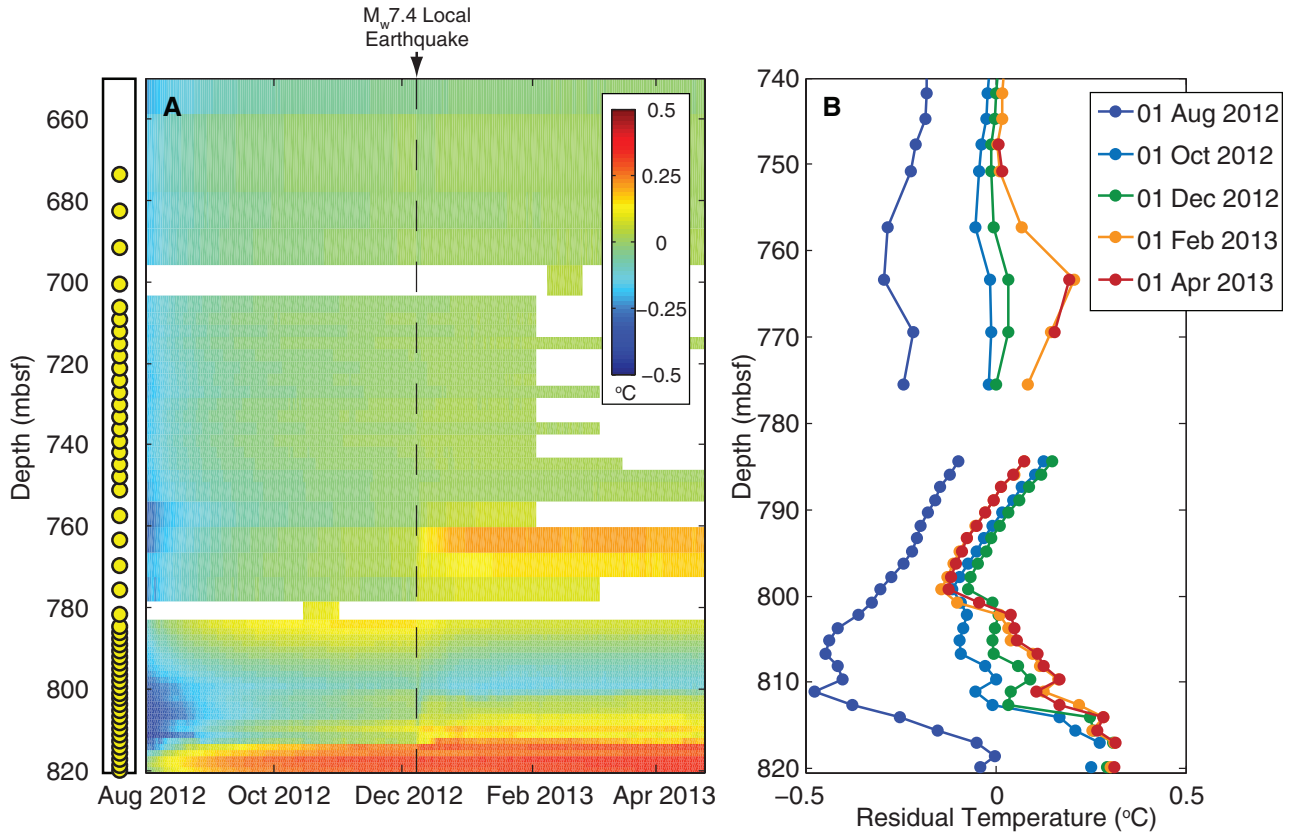 M_w7.4 Local
Earthquake
A
B
Depth (mbsf)
660
680
700
720
740
760
780
800
820
Aug 2012
Oct 2012
Dec 2012
Feb 2013
Apr 2013
0.5
0.25
0
−0.25
−0.5
°C
Depth (mbsf)
740
750
760
770
780
790
800
810
820
−0.5
0
0.5
Residual Temperature (°C)
01 Aug 2012
01 Oct 2012
01 Dec 2012
01 Feb 2013
01 Apr 2013